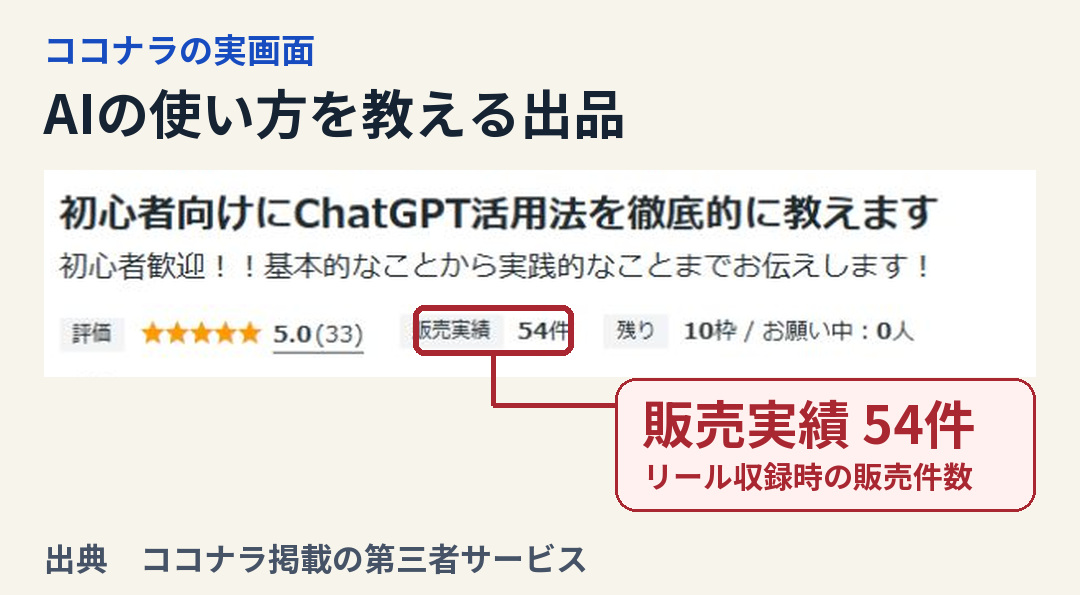 ココナラの実画面
AIの使い方を教える出品
初心者向けにChatGPT活用法を徹底的に教えます
初心者歓迎！！基本的なことから実践的なことまでお伝えします！
評価 ★★★★★ 5.0(33) 販売実績 54件 残り 10枠 / お願い中：0人
販売実績 54件
リール収録時の販売件数
出典　ココナラ掲載の第三者サービス